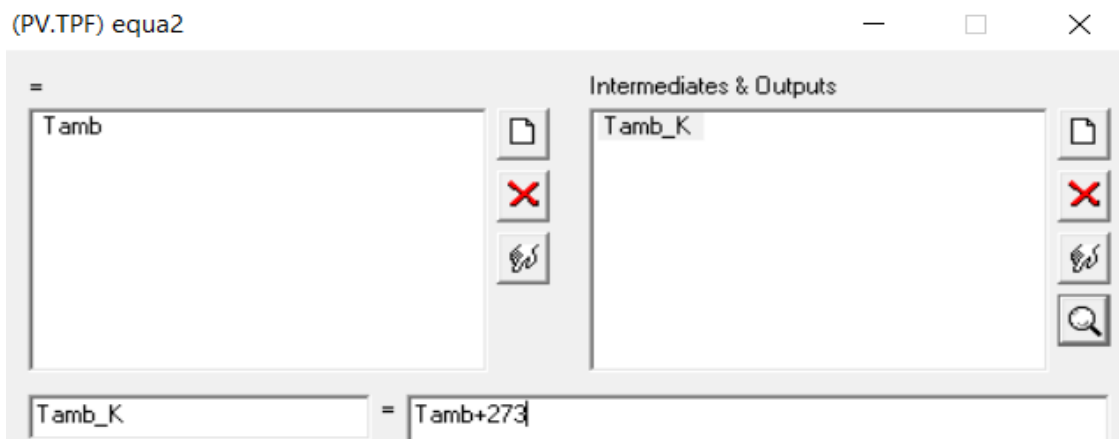 (PV.TPF) equa2
=
Intermediates & Outputs
Tamb
Tamb_K
Tamb_K = Tamb+273